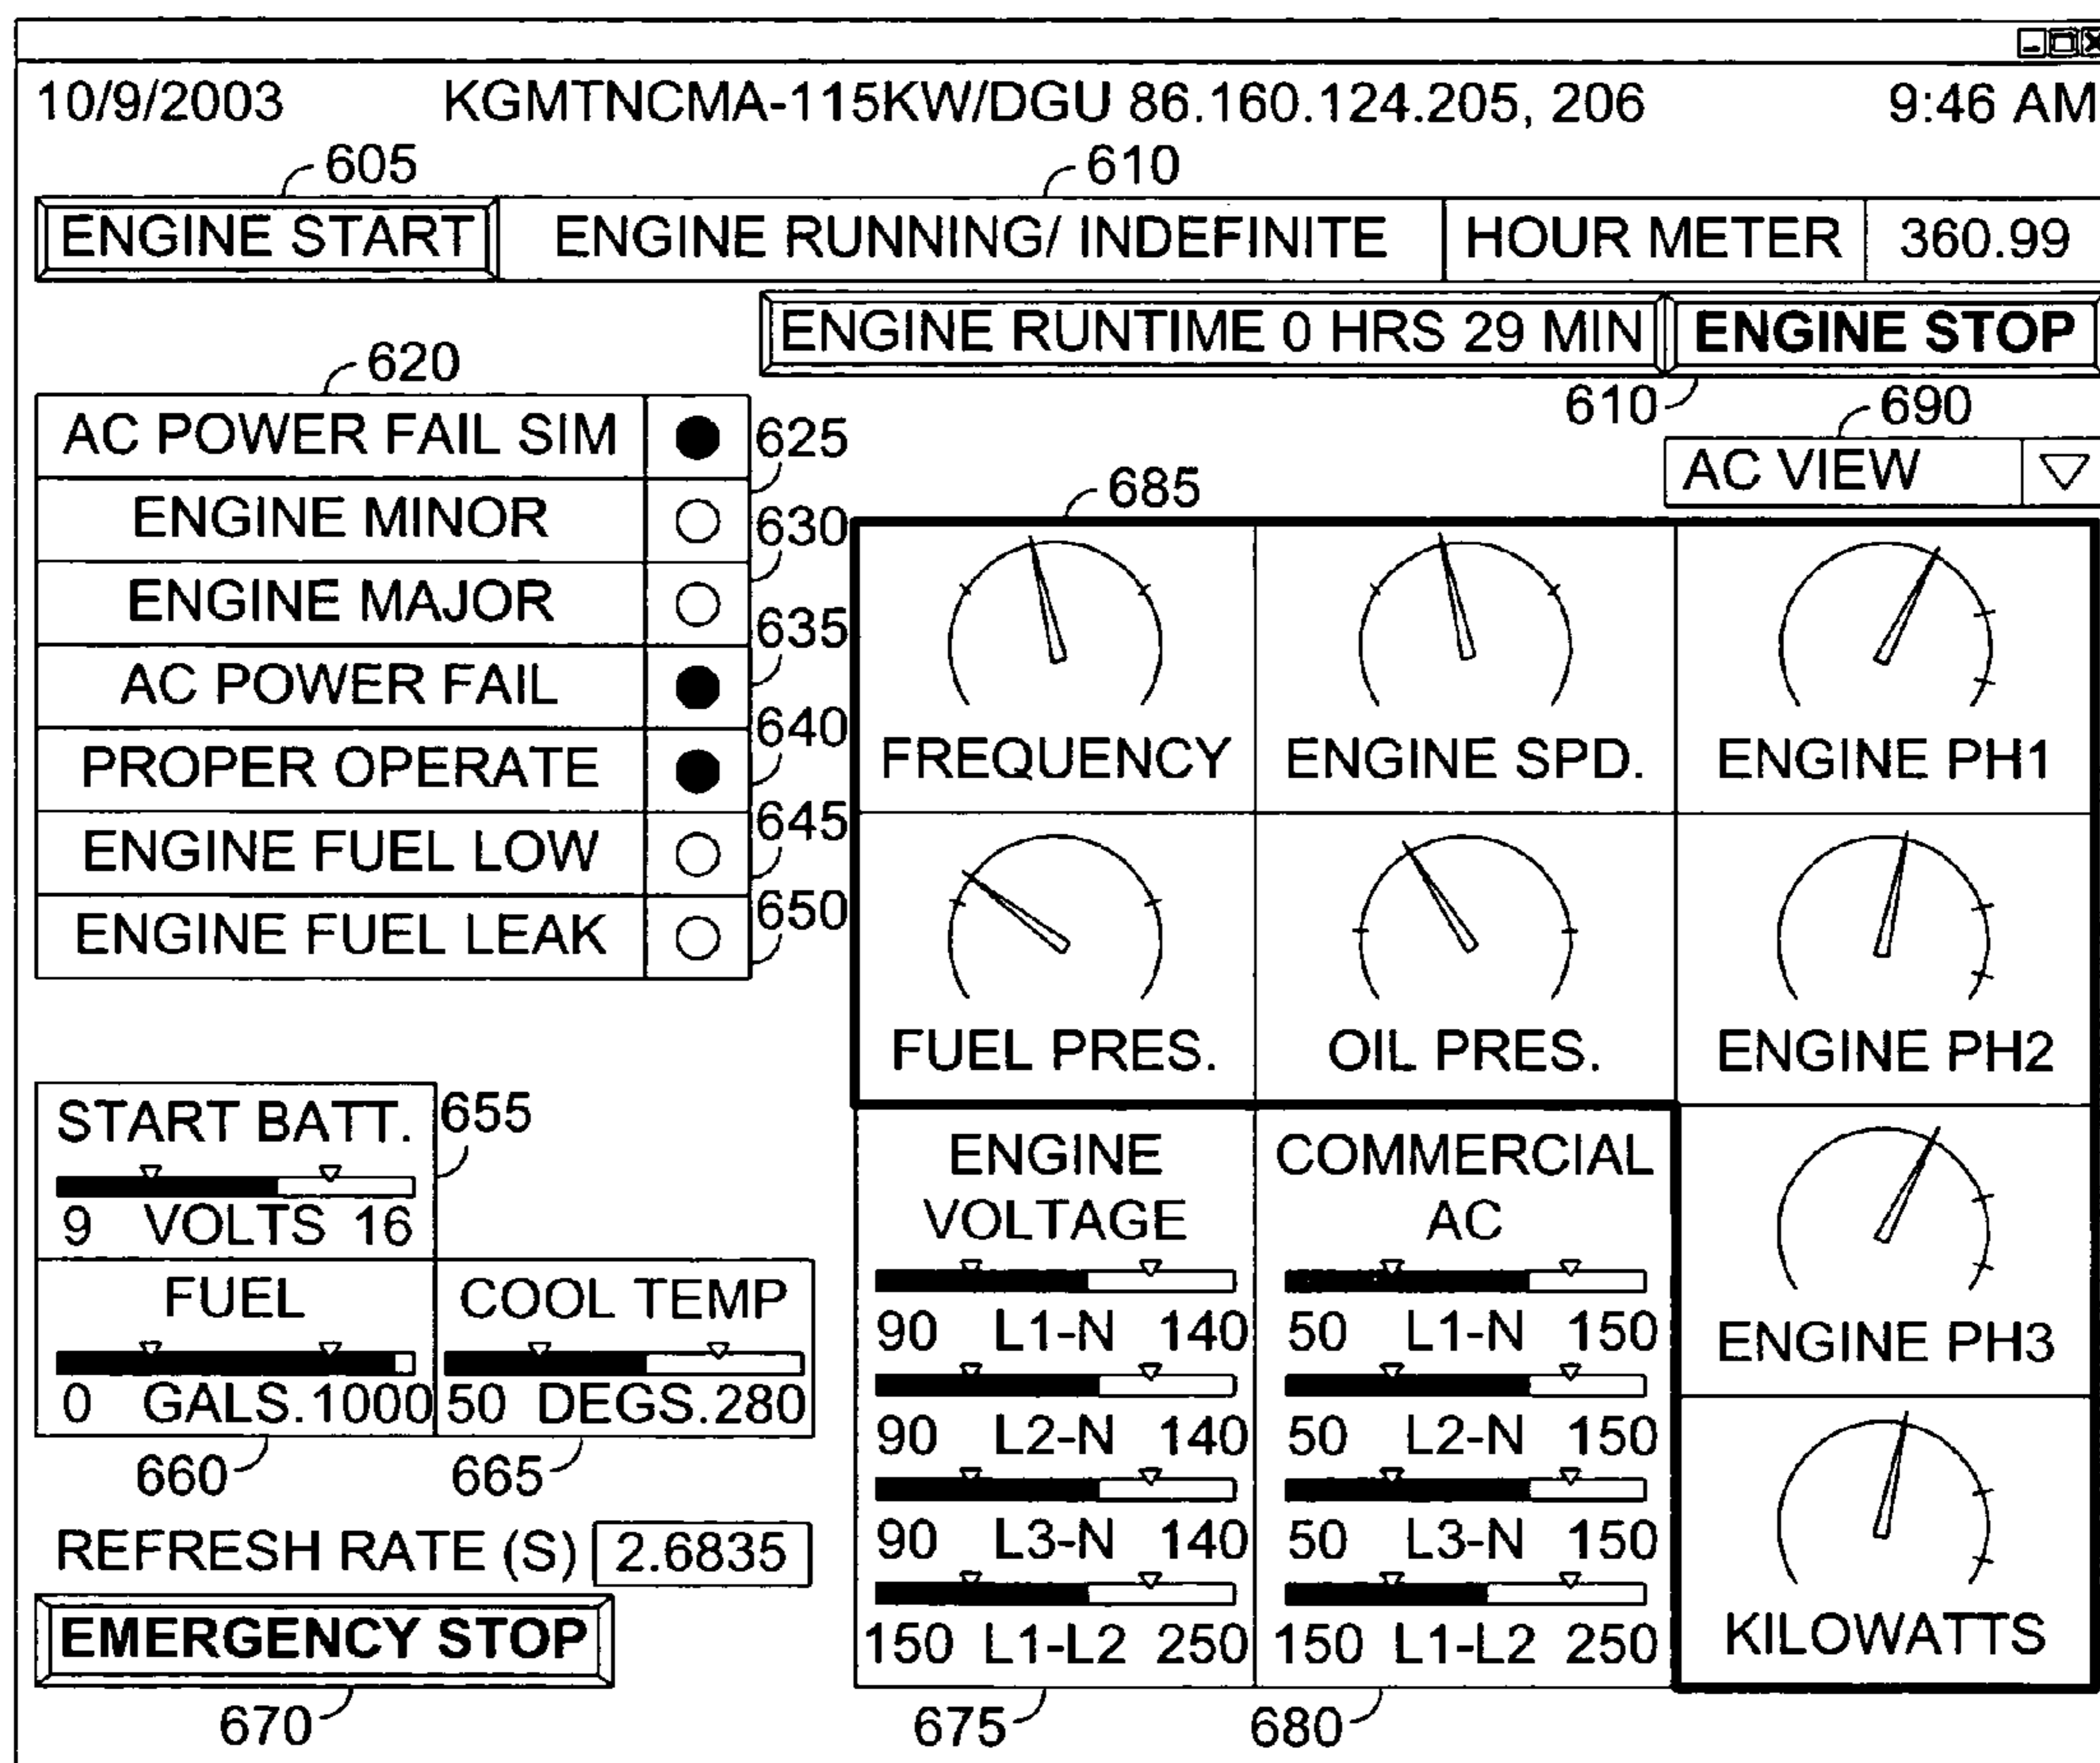 10/9/2003 KGMTNCMA-115KW/DGU 86.160.124.205, 206 9:46 AM
605 610
ENGINE START ENGINE RUNNING/ INDEFINITE HOUR METER 360.99
ENGINE RUNTIME 0 HRS 29 MIN ENGINE STOP
610
620
AC POWER FAIL SIM
625
ENGINE MINOR
630
ENGINE MAJOR
635
AC POWER FAIL
640
PROPER OPERATE
645
ENGINE FUEL LOW
650
ENGINE FUEL LEAK
690
AC VIEW
685
FREQUENCY ENGINE SPD. ENGINE PH1
FUEL PRES. OIL PRES. ENGINE PH2
ENGINE PH3
KILOWATTS
START BATT.
655
9 VOLTS 16
FUEL
0 GALS. 1000
660
COOL TEMP
50 DEGS. 280
665
REFRESH RATE (S) 2.6835
EMERGENCY STOP
670
ENGINE
VOLTAGE
90 L1-N 140
90 L2-N 140
90 L3-N 140
150 L1-L2 250
675
COMMERCIAL
AC
50 L1-N 150
50 L2-N 150
50 L3-N 150
150 L1-L2 250
680